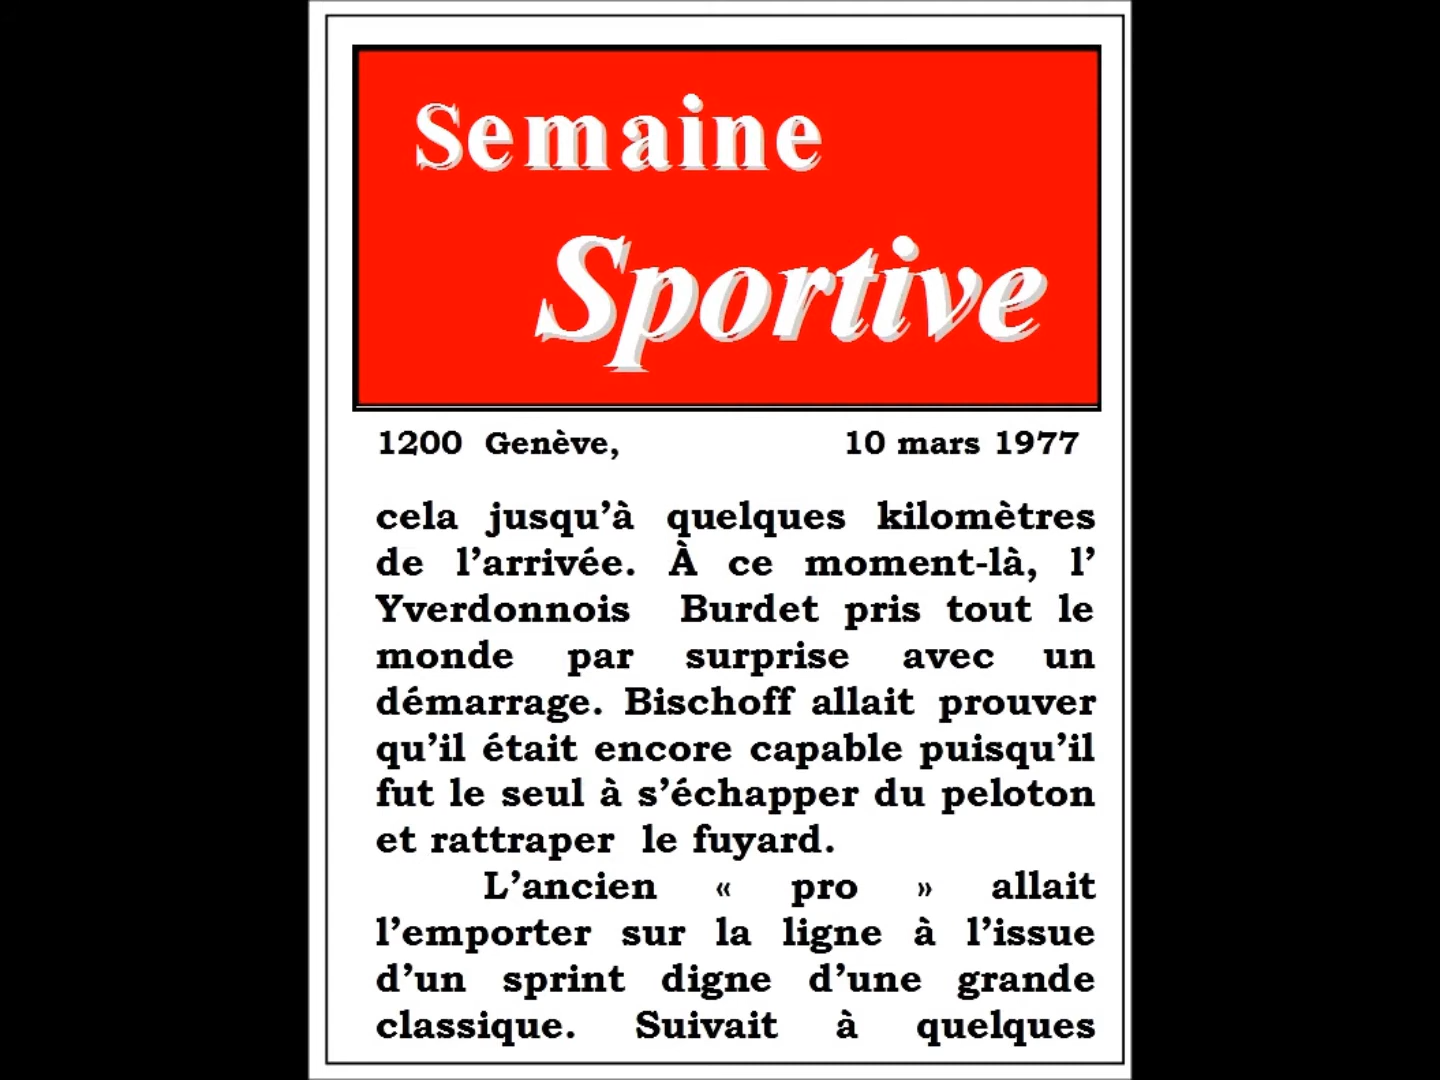 Semaine
Sportive
1200 Genève, 10 mars 1977
cela jusqu’à quelques kilomètres
de l’arrivée. À ce moment-là, l’
Yverdonnois Burdet pris tout le
monde par surprise avec un
démarrage. Bischoff allait prouver
qu’il était encore capable puisqu’il
fut le seul à s’échapper du peloton
et rattraper le fuyard.
L’ancien « pro » allait
l’emporter sur la ligne à l’issue
d’un sprint digne d’une grande
classique. Suivait à quelques